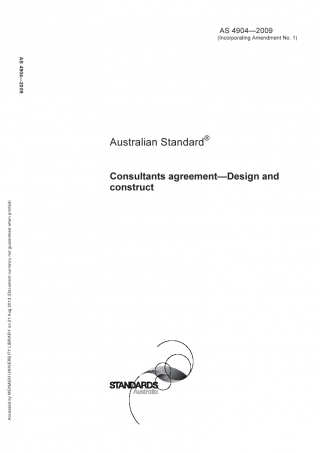 AS 4904—2009
(Incorporating Amendment No. 1)
AS 4904—2009
Australian Standard®
Consultants agreement—Design and
construct
Accessed by MONASH UNIVERSITY LIBRARY on 21 Aug 2013 (Document currency not guaranteed when printed)
STANDARDS
Australia